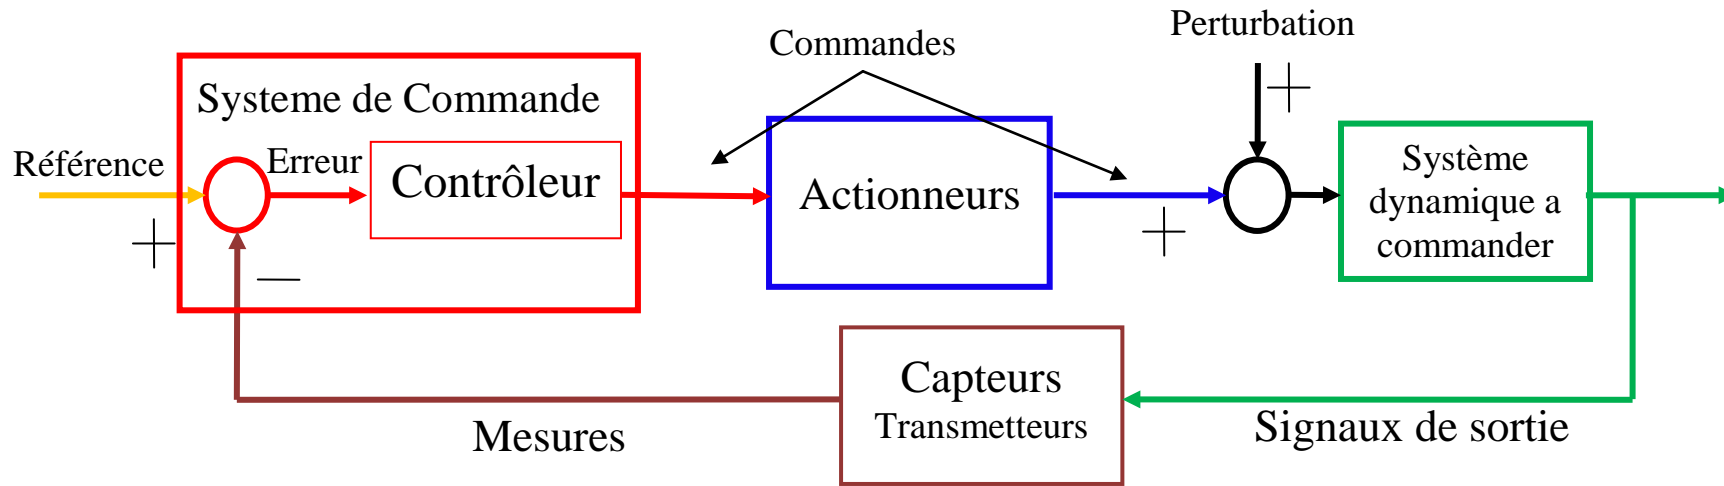 Perturbation
Commandes
+
Systeme de Commande
Référence
Erreur
Contrôleur
Actionneurs
Système
dynamique a
commander
+
+
−
Capteurs
Transmetteurs
Mesures
Signaux de sortie